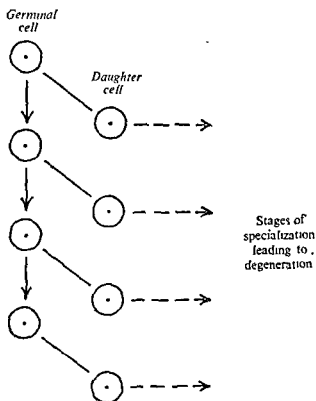 Germinal
cell
Daughter
cell
Stages of
specialization
leading to .
degeneration